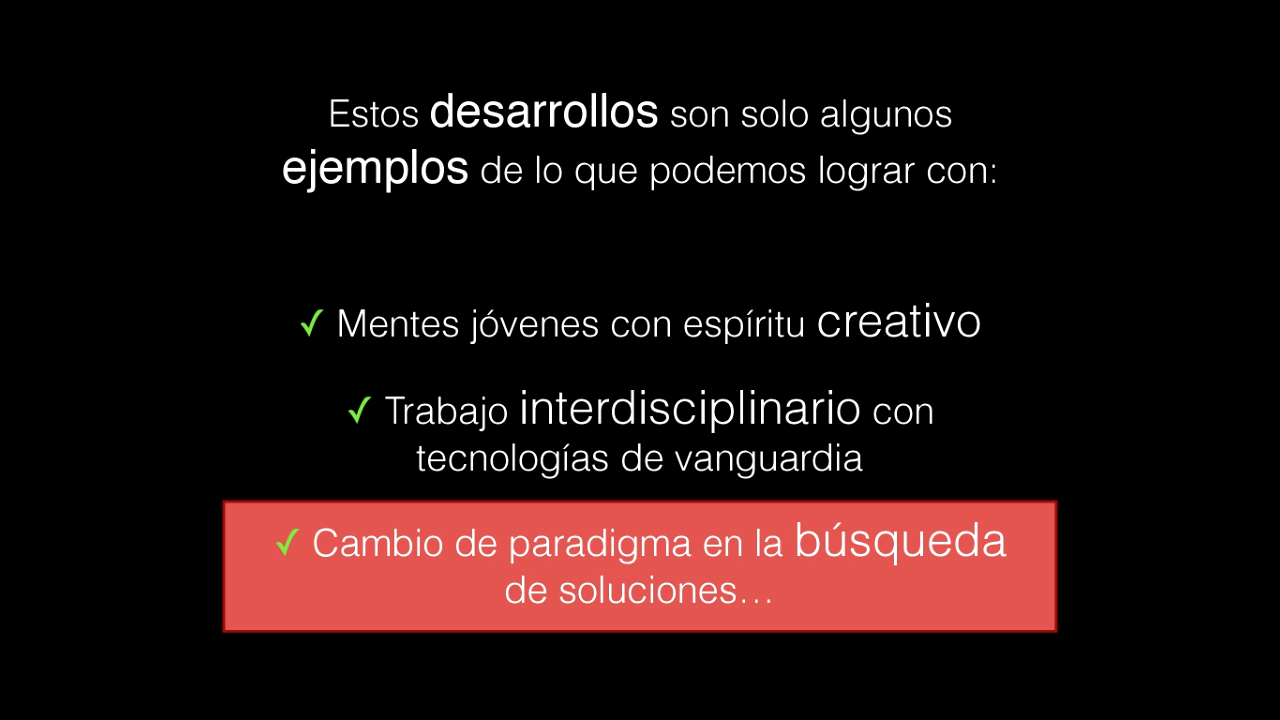 Estos desarrollos son solo algunos
ejemplos de lo que podemos lograr con:
✓ Mentes jóvenes con espíritu creativo
✓ Trabajo interdisciplinario con
tecnologías de vanguardia
✓ Cambio de paradigma en la búsqueda
de soluciones…